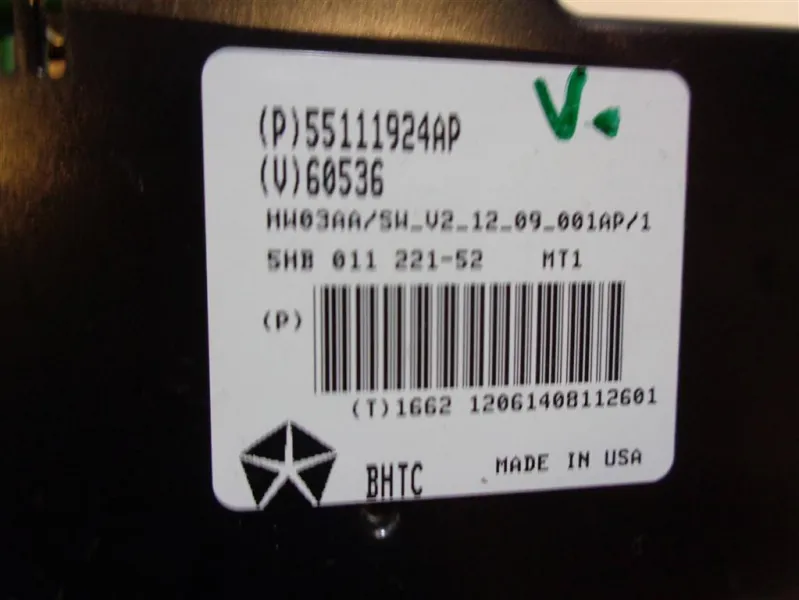 V.
(P)55111924AP
(V)60536
HW03AA/SW_V2_12_09_001AP/1
5HB 011 221-52 MT1
(P)
(T)1662 12061408112601
BHTC MADE IN USA